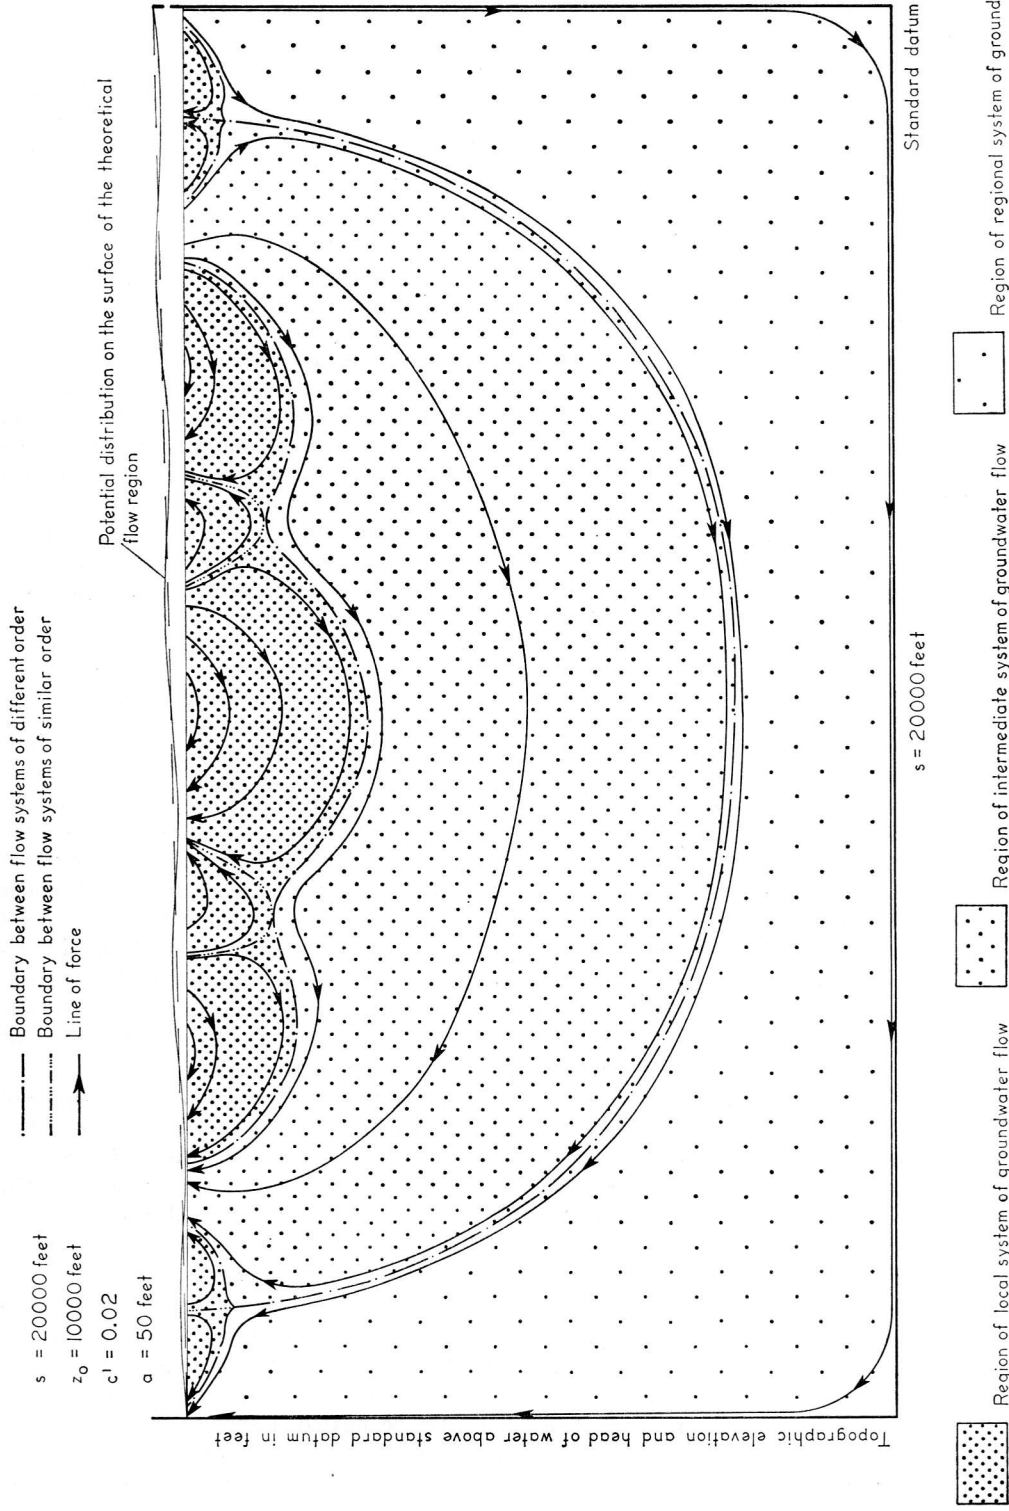 s = 20000 feet
z₀ = 10000 feet
c' = 0.02
a = 50 feet
Boundary between flow systems of different order
Boundary between flow systems of similar order
Line of force
Potential distribution on the surface of the theoretical
flow region
Topographic elevation and head of water above standard datum in feet
s = 20000 feet
Standard datum
Region of local system of groundwater flow
Region of intermediate system of groundwater flow
Region of regional system of ground